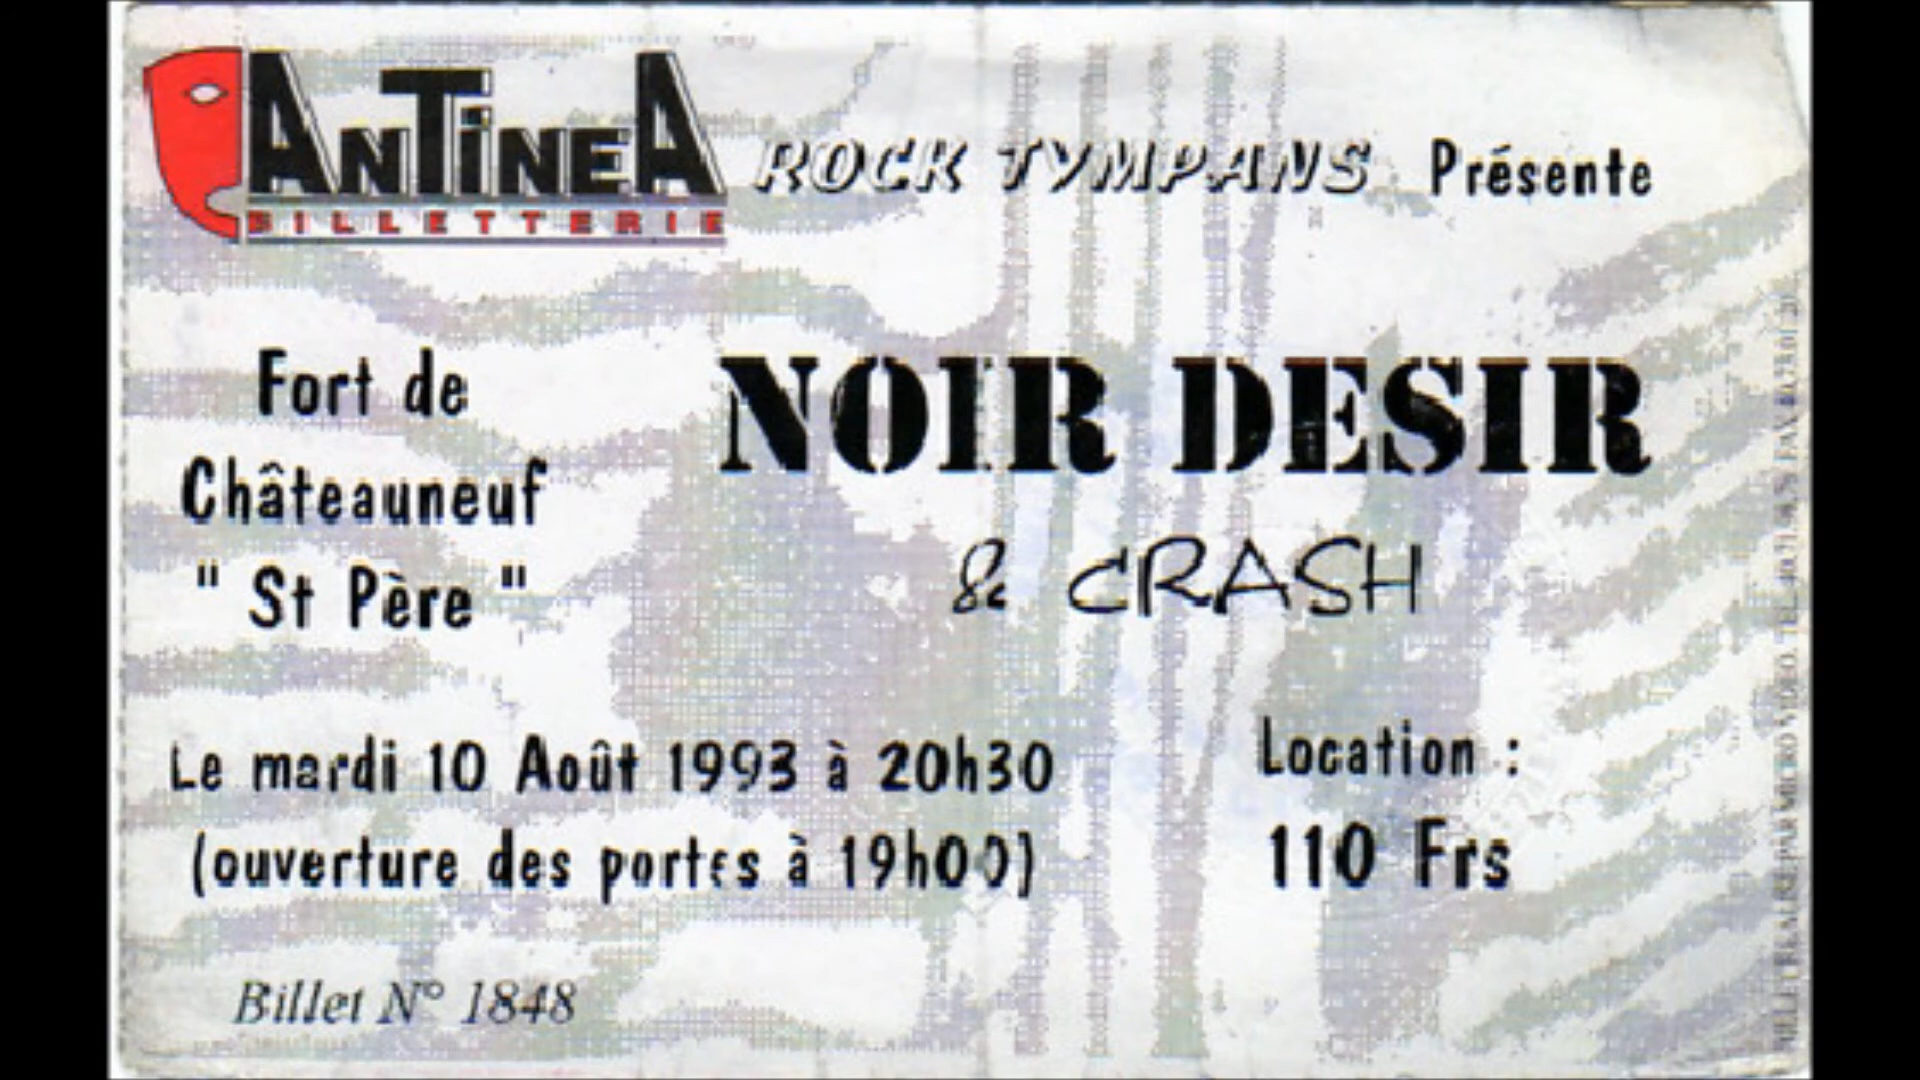 ANTINEA
BILLETTERIE
ROCK TYMPANS Présente
Fort de
Châteauneuf
" St Père "
NOIR DESIR
& CRASH
Le mardi 10 Août 1993 à 20h30
(ouverture des portes à 19h00)
Location :
110 Frs
Billet N° 1848